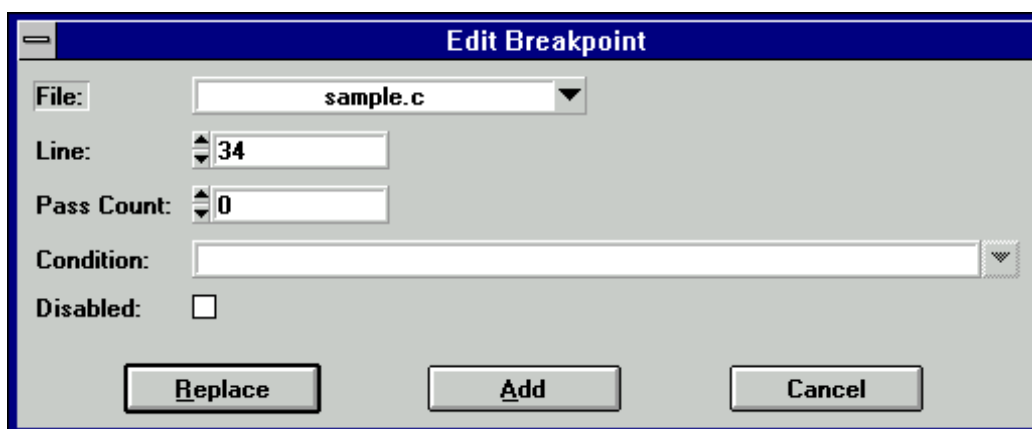 Edit Breakpoint
File: sample.c
Line: 34
Pass Count: 0
Condition:
Disabled:
Replace Add Cancel